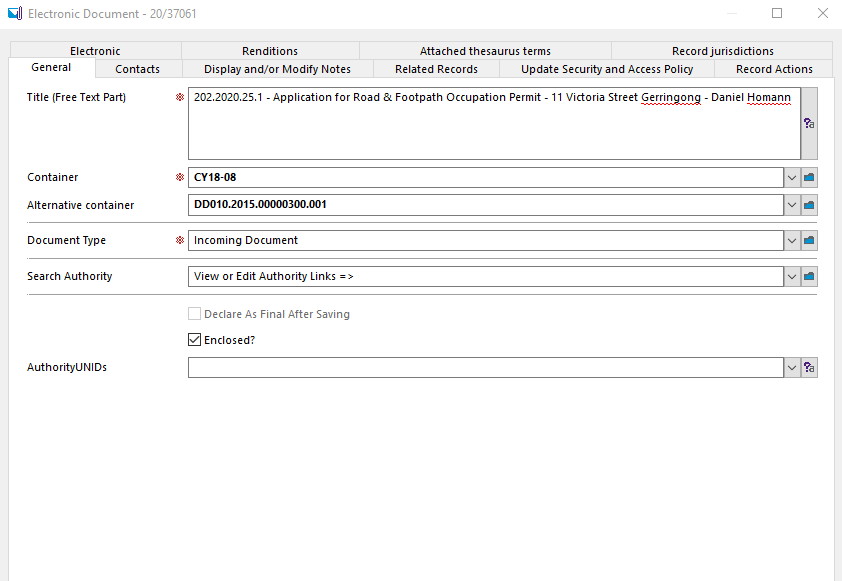 Electronic Document - 20/37061
Electronic Renditions Attached thesaurus terms Record jurisdictions
General Contacts Display and/or Modify Notes Related Records Update Security and Access Policy Record Actions
Title (Free Text Part) 202.2020.25.1 - Application for Road & Footpath Occupation Permit - 11 Victoria Street Gerringong - Daniel Homann
Container CY18-08
Alternative container DD010.2015.00000300.001
Document Type Incoming Document
Search Authority View or Edit Authority Links =>
Declare As Final After Saving
Enclosed?
AuthorityUNIDs